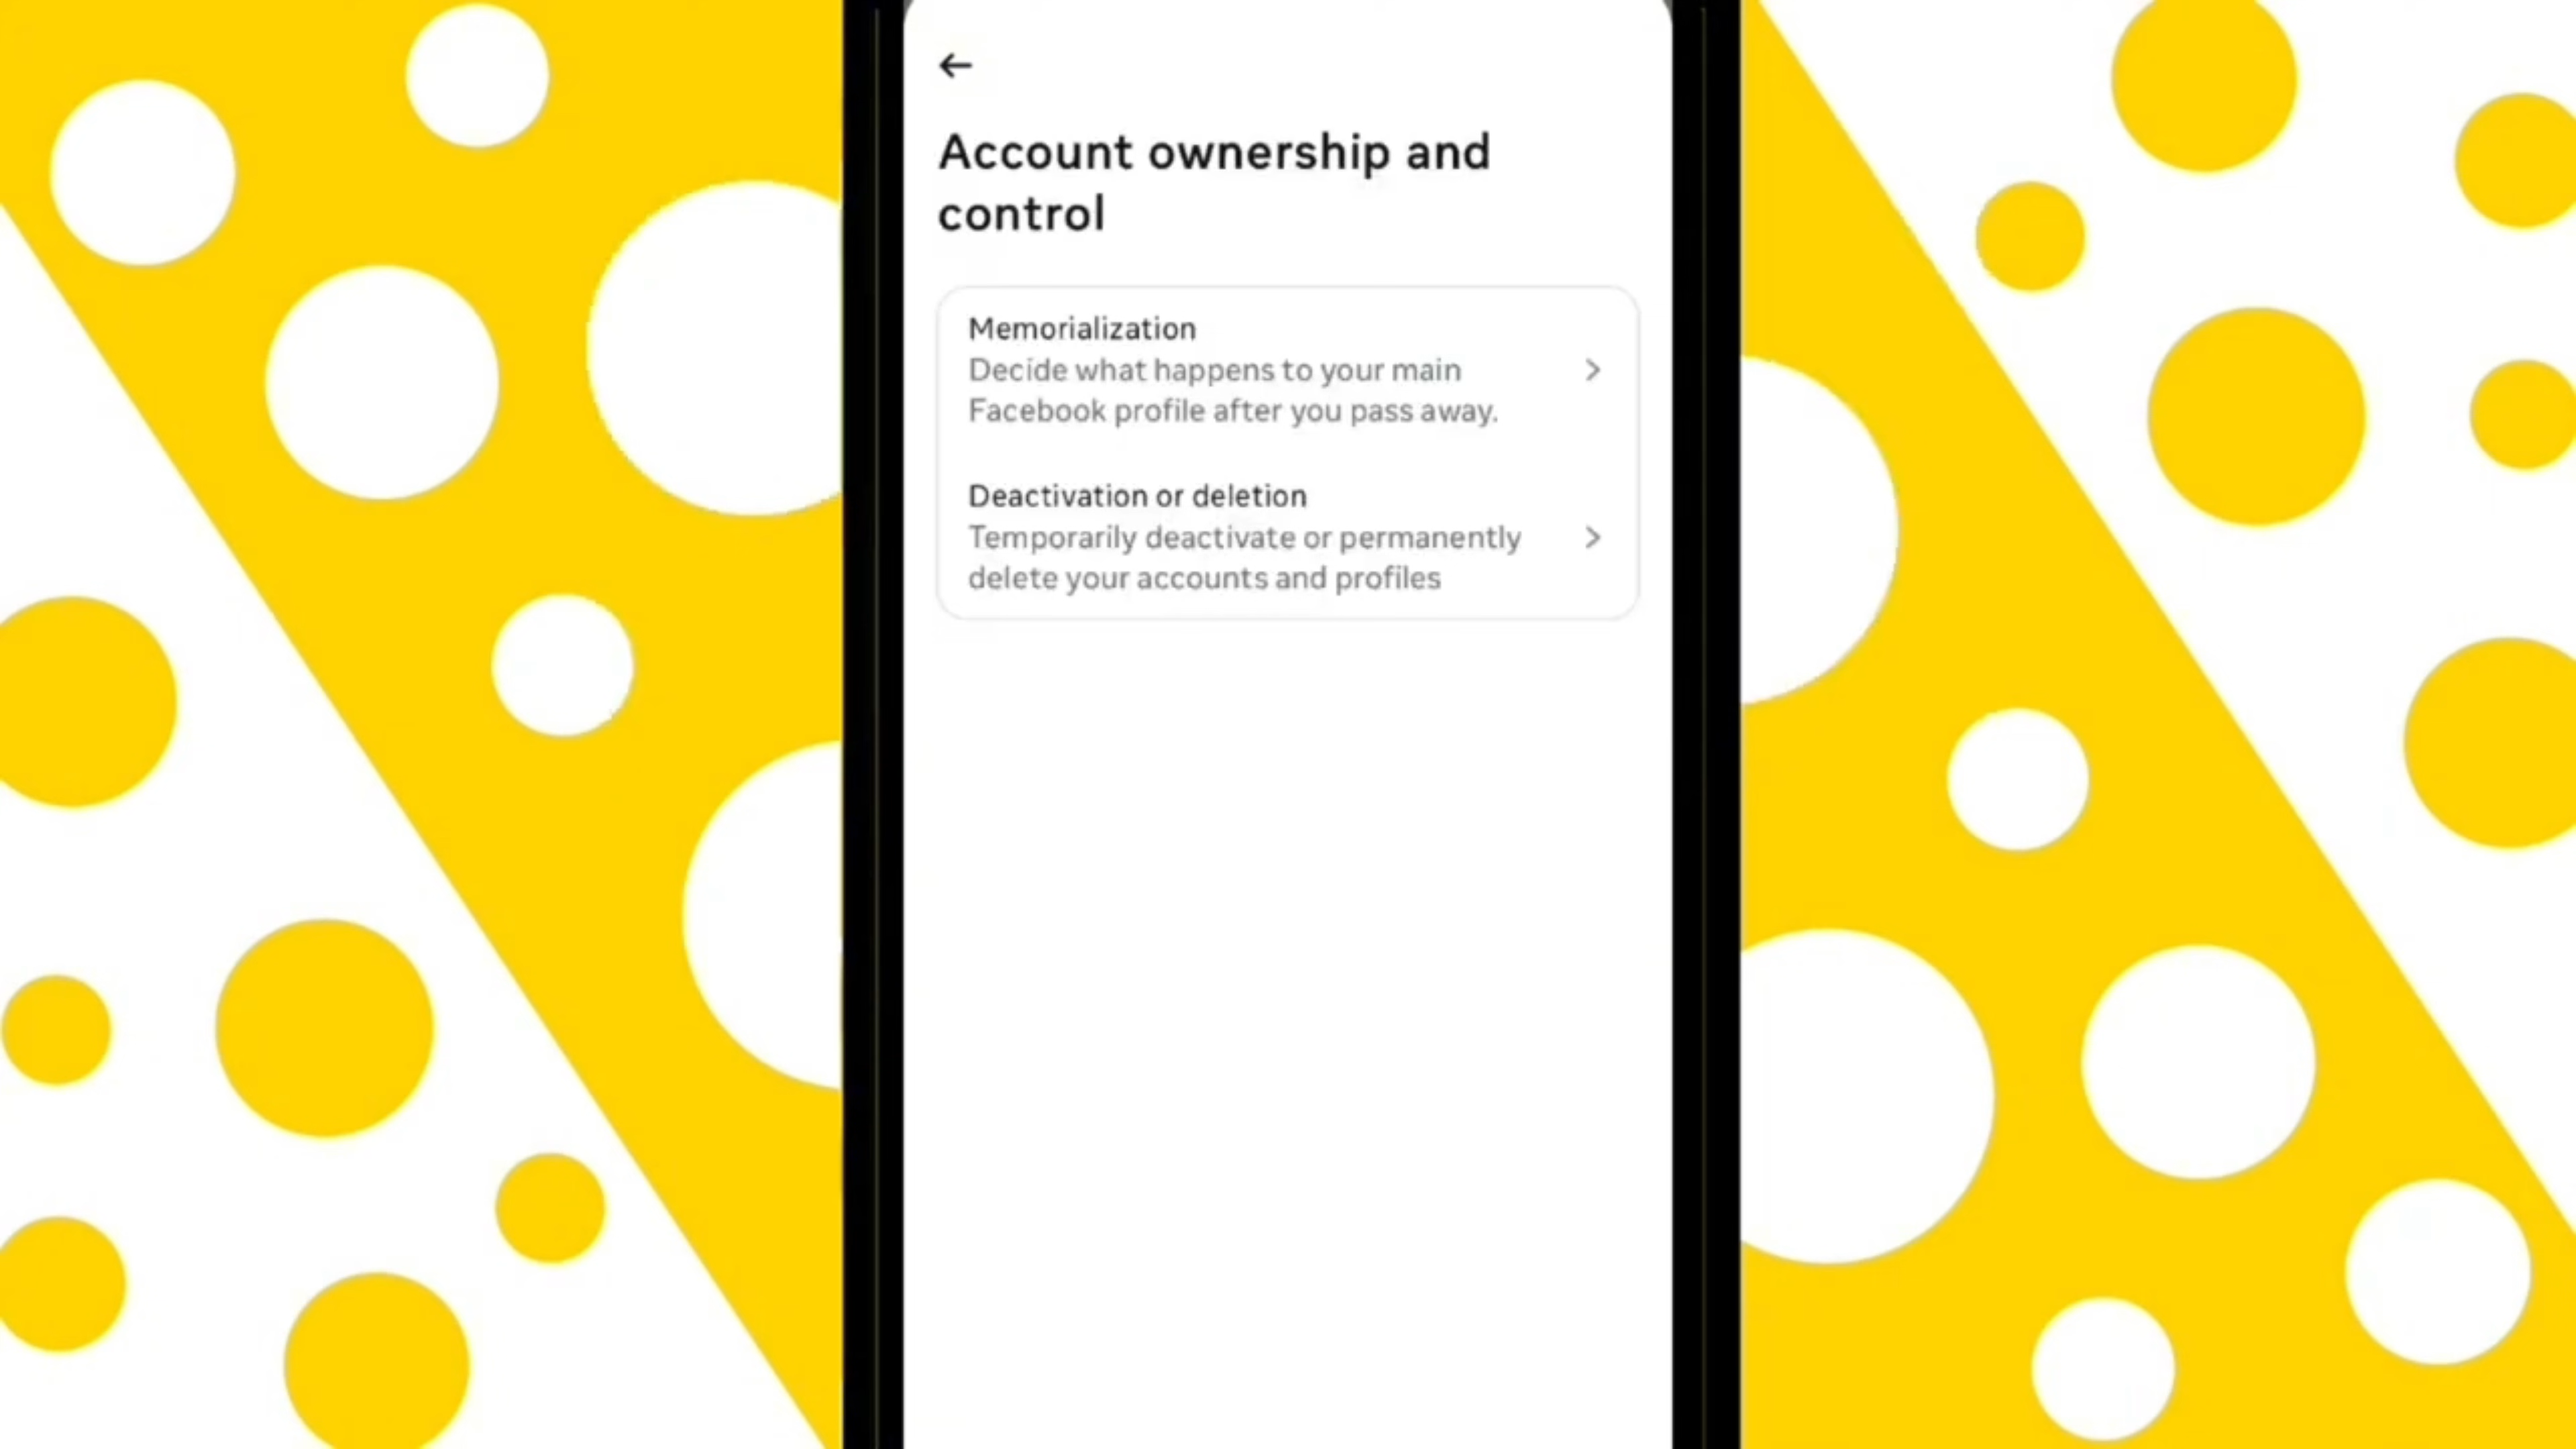 Account ownership and
control
Memorialization
Decide what happens to your main
Facebook profile after you pass away.
Deactivation or deletion
Temporarily deactivate or permanently
delete your accounts and profiles